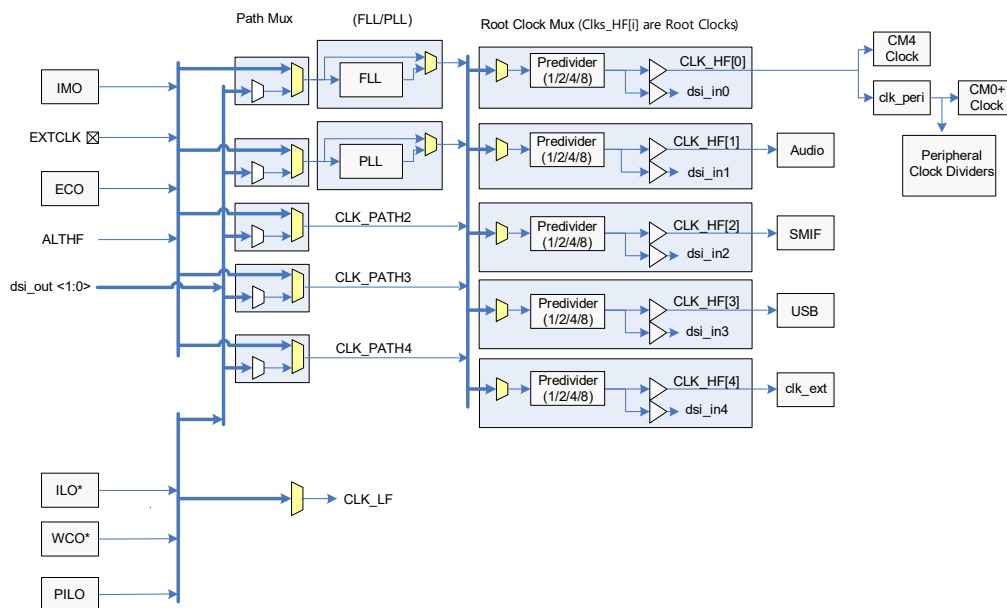 Path Mux
(FLL/PLL)
Root Clock Mux (Clks_HF[i] are Root Clocks)
IMO
EXTCLK
ECO
ALTHF
dsi_out <1:0>
FLL
PLL
CLK_PATH2
CLK_PATH3
CLK_PATH4
Predivider
(1/2/4/8)
CLK_HF[0]
dsi_in0
CM4
Clock
clk_peri
CM0+
Clock
Peripheral
Clock Dividers
Predivider
(1/2/4/8)
CLK_HF[1]
dsi_in1
Audio
Predivider
(1/2/4/8)
CLK_HF[2]
dsi_in2
SMIF
Predivider
(1/2/4/8)
CLK_HF[3]
dsi_in3
USB
Predivider
(1/2/4/8)
CLK_HF[4]
dsi_in4
clk_ext
ILO*
WCO*
PILO
CLK_LF